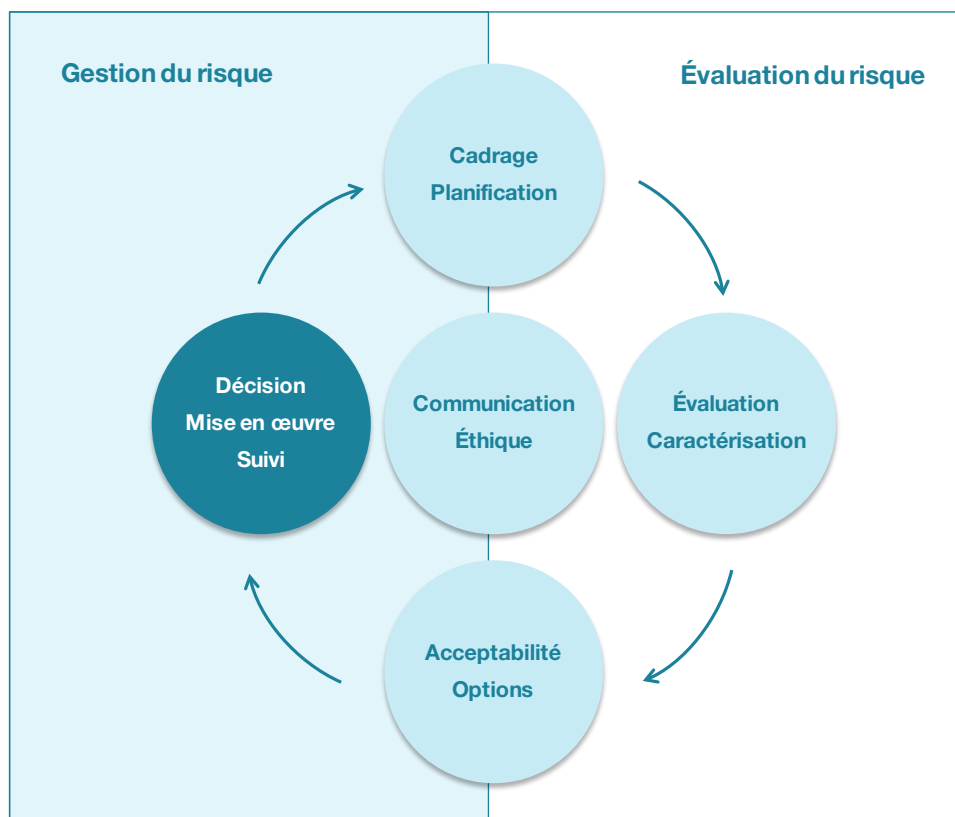 Gestion du risque
Évaluation du risque
Cadrage
Planification
Décision
Mise en œuvre
Suivi
Communication
Éthique
Évaluation
Caractérisation
Acceptabilité
Options